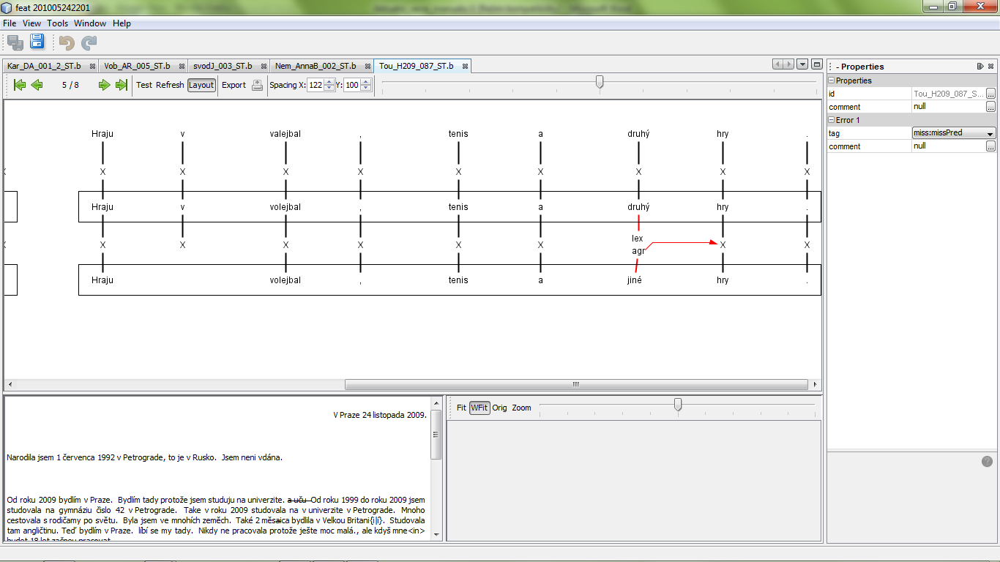 feat 201005242201
File View Tools Window Help
Kar_DA_001_2_ST.b Vob_AR_005_ST.b svodJ_003_ST.b Nem_AnnaB_002_ST.b Tou_H209_087_ST.b
5 / 8 Test Refresh Layout Export Spacing X: 122 Y: 100
Hraju v valejbal , tenis a druhý hry .
X X X X X X X X X
Hraju v volejbal , tenis a druhý hry .
lex
X X X X X X X X
agr
Hraju volejbal , tenis a jiné hry .
- Properties
Properties
id Tou_H209_087_S... ...
comment null ...
Error 1
tag miss:missPred
comment null ...
V Praze 24 listopada 2009.
Narodila jsem 1 července 1992 v Petrograde, to je v Rusko. Jsem neni vdána.
Od roku 2009 bydlím v Praze. Bydlím tady protože jsem studuju na univerzite. a uču Od roku 1999 do roku 2009 jsem
studovala na gymnáziu čislo 42 v Petrograde. Take v roku 2009 studovala na v univerzite v Petrograde. Mnoho
cestovala s rodičamy po světu. Byla jsem ve mnohích zeměch. Také 2 měsaica bydlila v Velkou Britani{i|í}. Studovala
tam angličtinu. Teď bydlím v Praze. líbí se my tady. Nikdy ne pracovala protože ješte moc malá., ale kdyš mne<in>
budet 18 let začnou pracovat
Fit WFit Orig Zoom